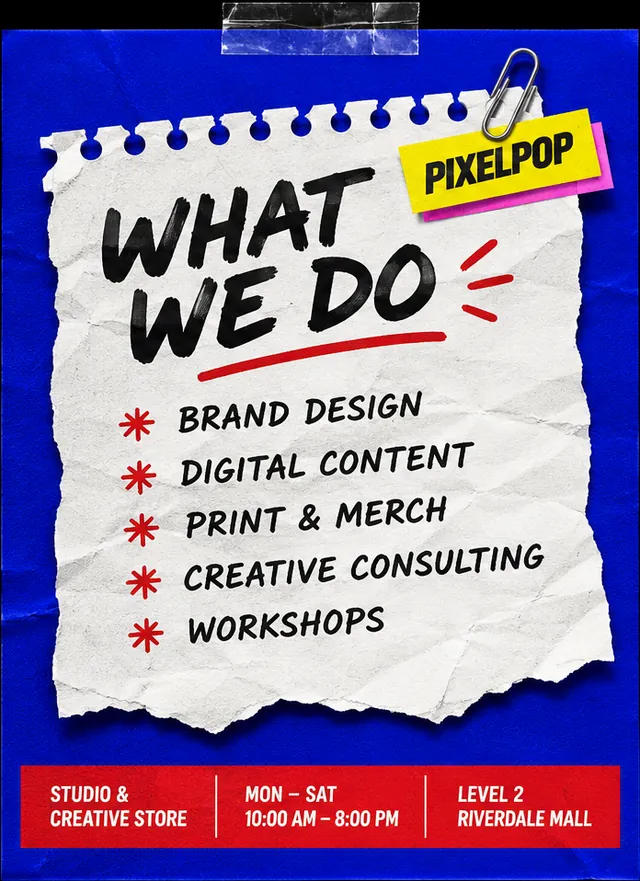 PIXELPOP
WHAT
WE DO
BRAND DESIGN
DIGITAL CONTENT
PRINT & MERCH
CREATIVE CONSULTING
WORKSHOPS
STUDIO &
CREATIVE STORE
MON – SAT
10:00 AM – 8:00 PM
LEVEL 2
RIVERDALE MALL